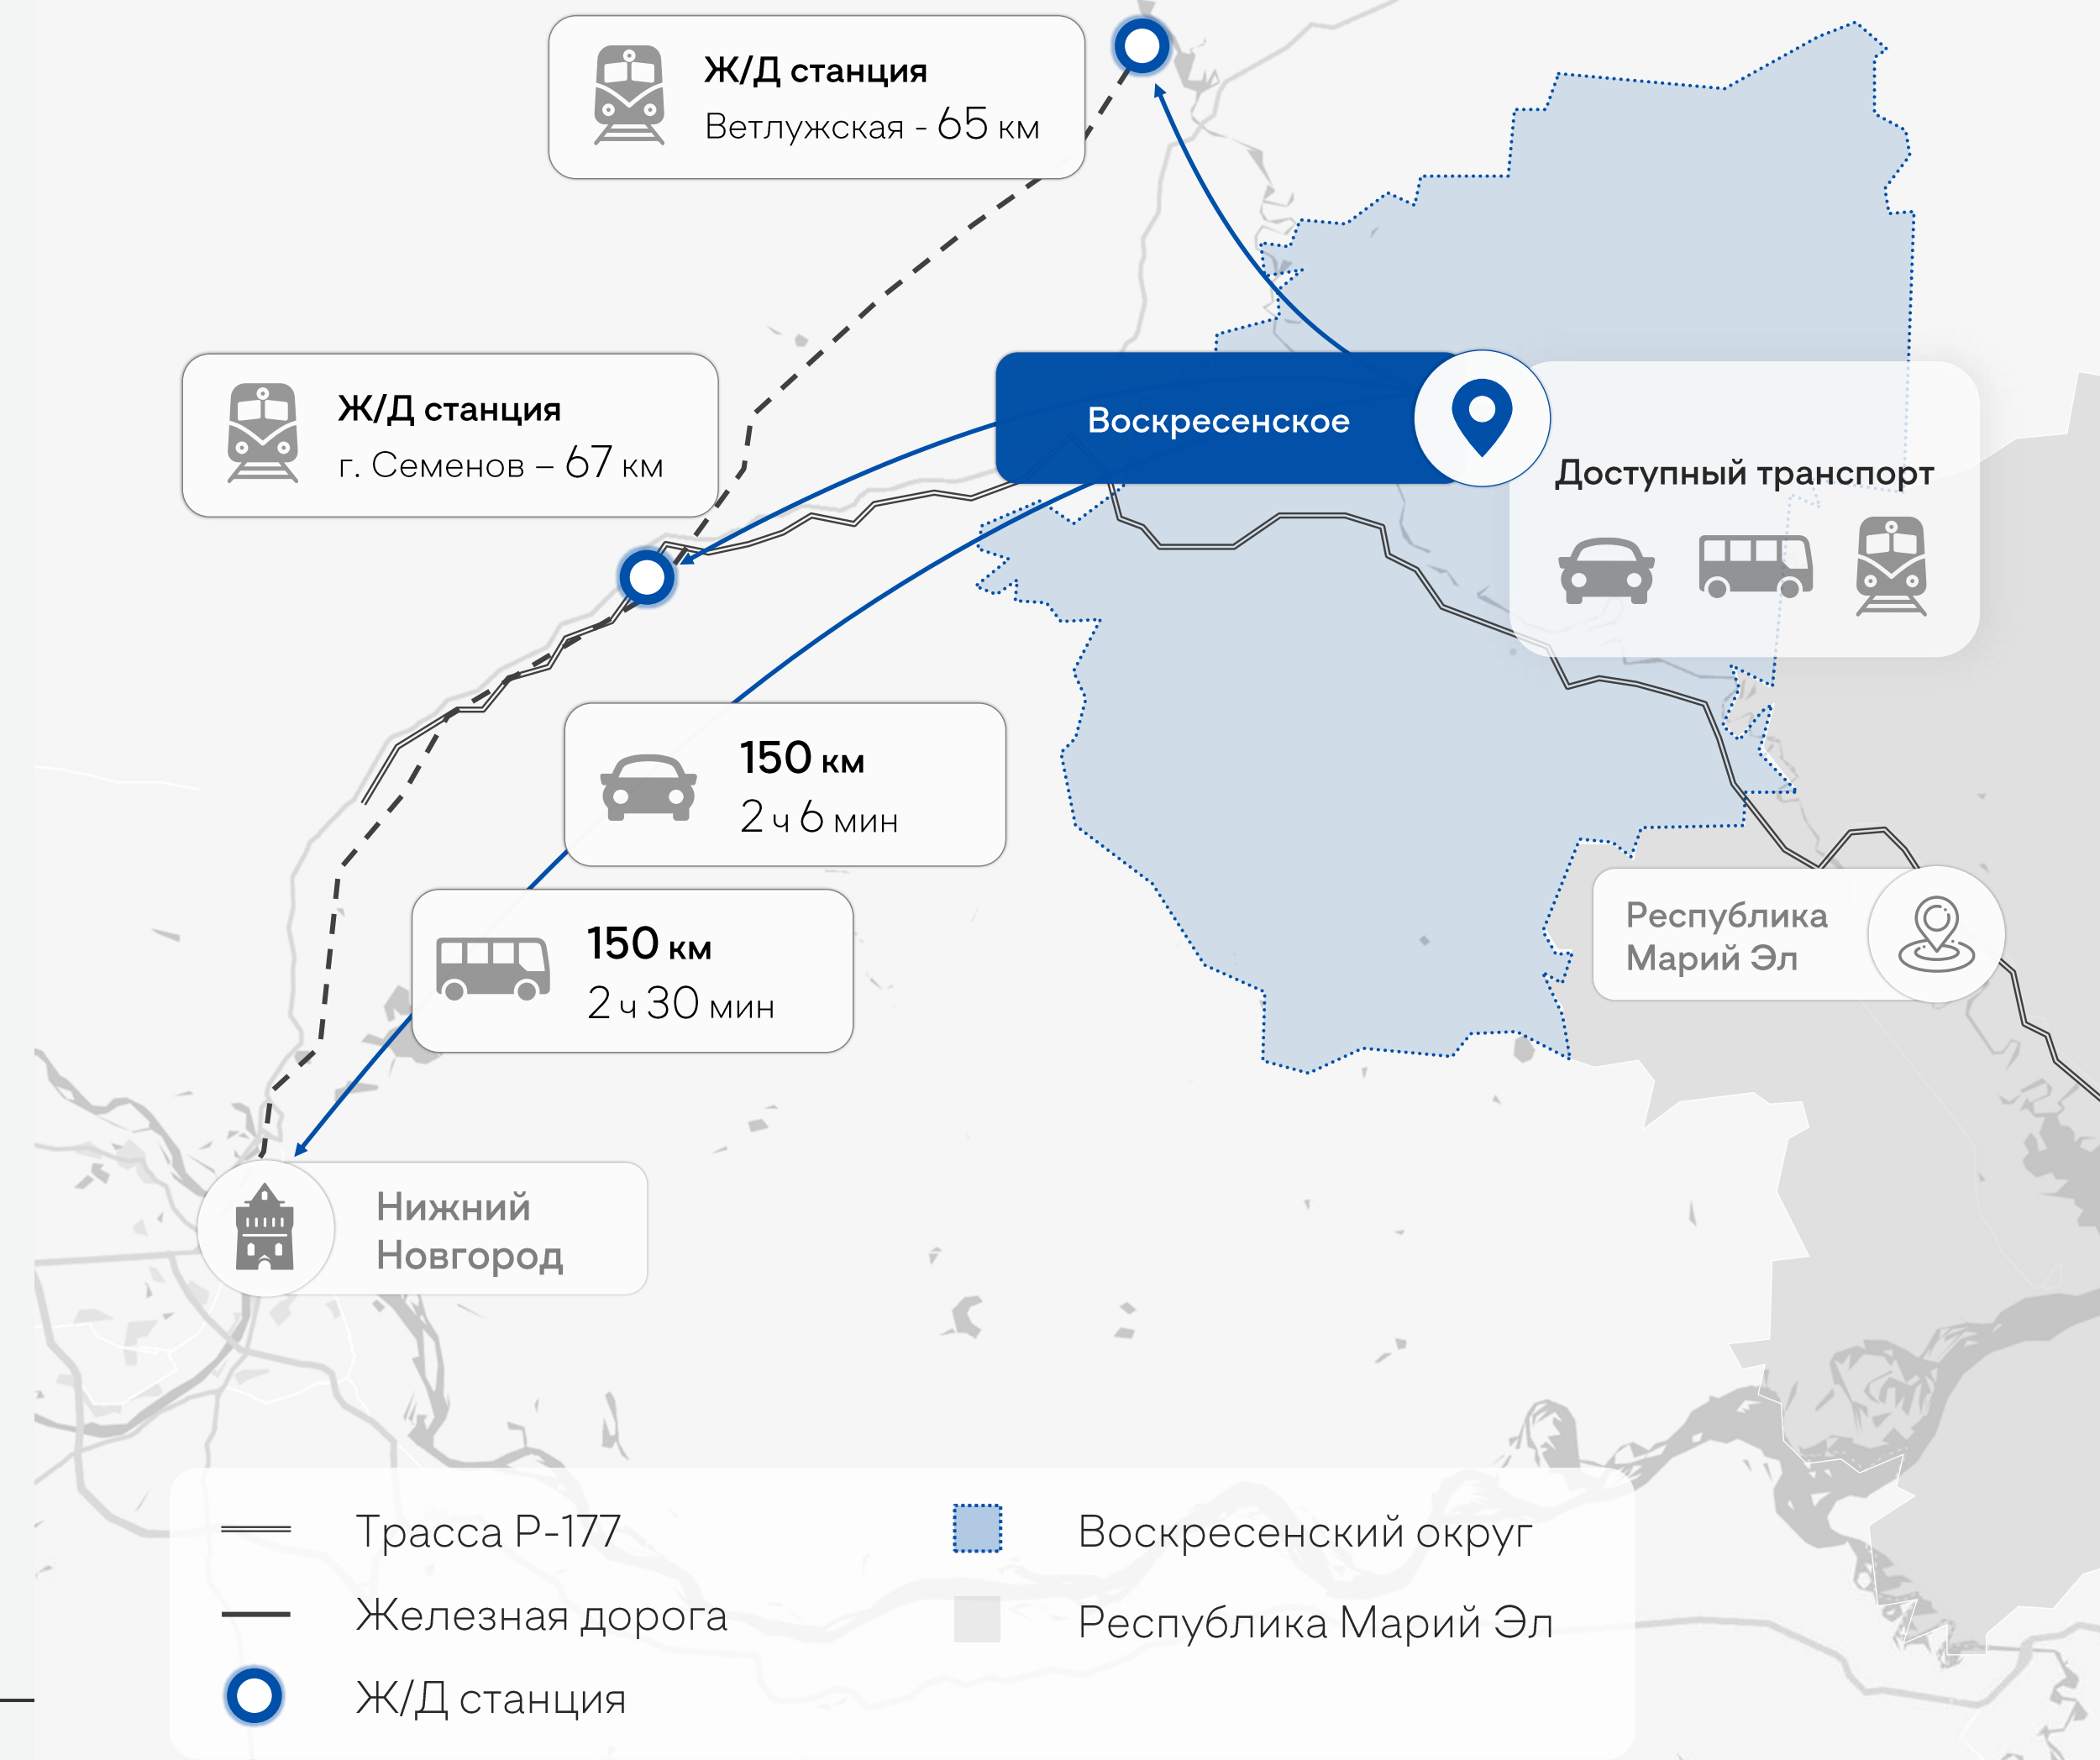 Ж/Д станция
Ветлужская - 65 км
Ж/Д станция
г. Семенов – 67 км
Воскресенское
Доступный транспорт
150 км
2 ч 6 мин
150 км
2 ч 30 мин
Республика
Марий Эл
Нижний
Новгород
Трасса Р-177
Железная дорога
Ж/Д станция
Воскресенский округ
Республика Марий Эл